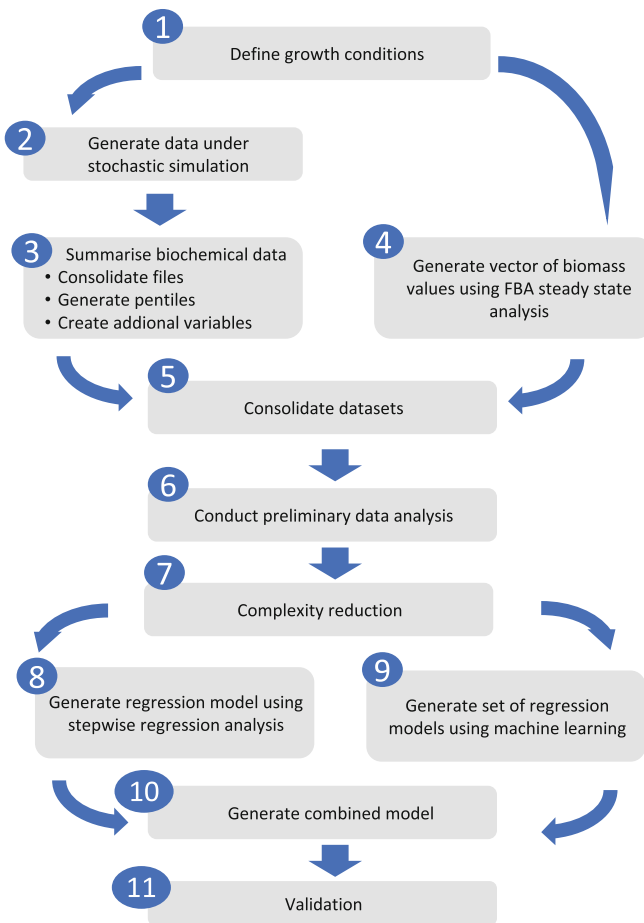 1
Define growth conditions
2
Generate data under
stochastic simulation
3
Summarise biochemical data
• Consolidate files
• Generate pentiles
• Create addional variables
4
Generate vector of biomass
values using FBA steady state
analysis
5
Consolidate datasets
6
Conduct preliminary data analysis
7
Complexity reduction
8
Generate regression model using
stepwise regression analysis
9
Generate set of regression
models using machine learning
10
Generate combined model
11
Validation